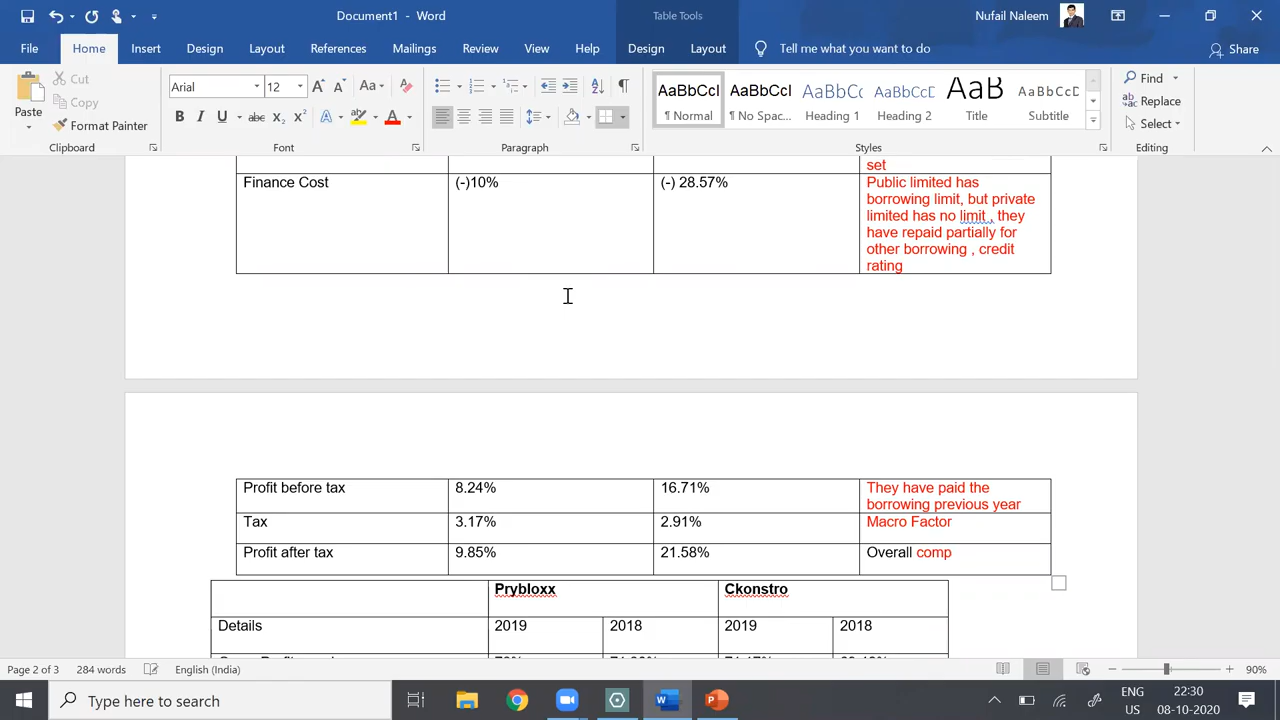 Document1 - Word
Table Tools
Nufail Naleem
File Home Insert Design Layout References Mailings Review View Help Design Layout Tell me what you want to do Share
Cut
Copy
Format Painter
Paste
Clipboard
Arial 12
Font
Paragraph
AaBbCcI AaBbCcI AaBbCc AaBbCcD AaB AaBbCcD
¶ Normal ¶ No Spac... Heading 1 Heading 2 Title Subtitle
Styles
Find
Replace
Select
Editing
set
Finance Cost (-)10% (-) 28.57% Public limited has
borrowing limit, but private
limited has no limit , they
have repaid partially for
other borrowing , credit
rating
Profit before tax 8.24% 16.71% They have paid the
borrowing previous year
Tax 3.17% 2.91% Macro Factor
Profit after tax 9.85% 21.58% Overall comp
Prybloxx Ckonstro
Details 2019 2018 2019 2018
Page 2 of 3 284 words English (India) 90%
Type here to search
ENG
US
22:30
08-10-2020